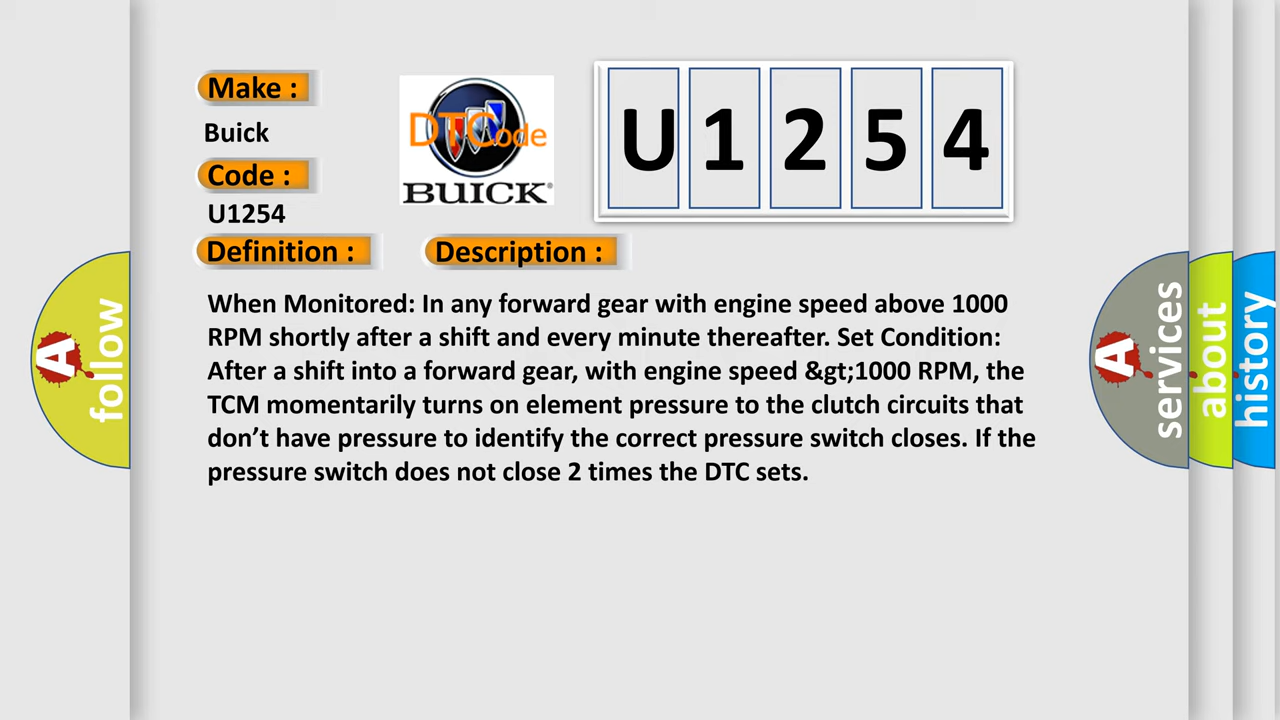 Make :
Buick
Code :
U1254
Definition :
Description :
DTCode
BUICK
U1254
When Monitored: In any forward gear with engine speed above 1000
RPM shortly after a shift and every minute thereafter. Set Condition:
After a shift into a forward gear, with engine speed &gt;1000 RPM, the
TCM momentarily turns on element pressure to the clutch circuits that
don’t have pressure to identify the correct pressure switch closes. If the
pressure switch does not close 2 times the DTC sets.
A follow
A services
about
history